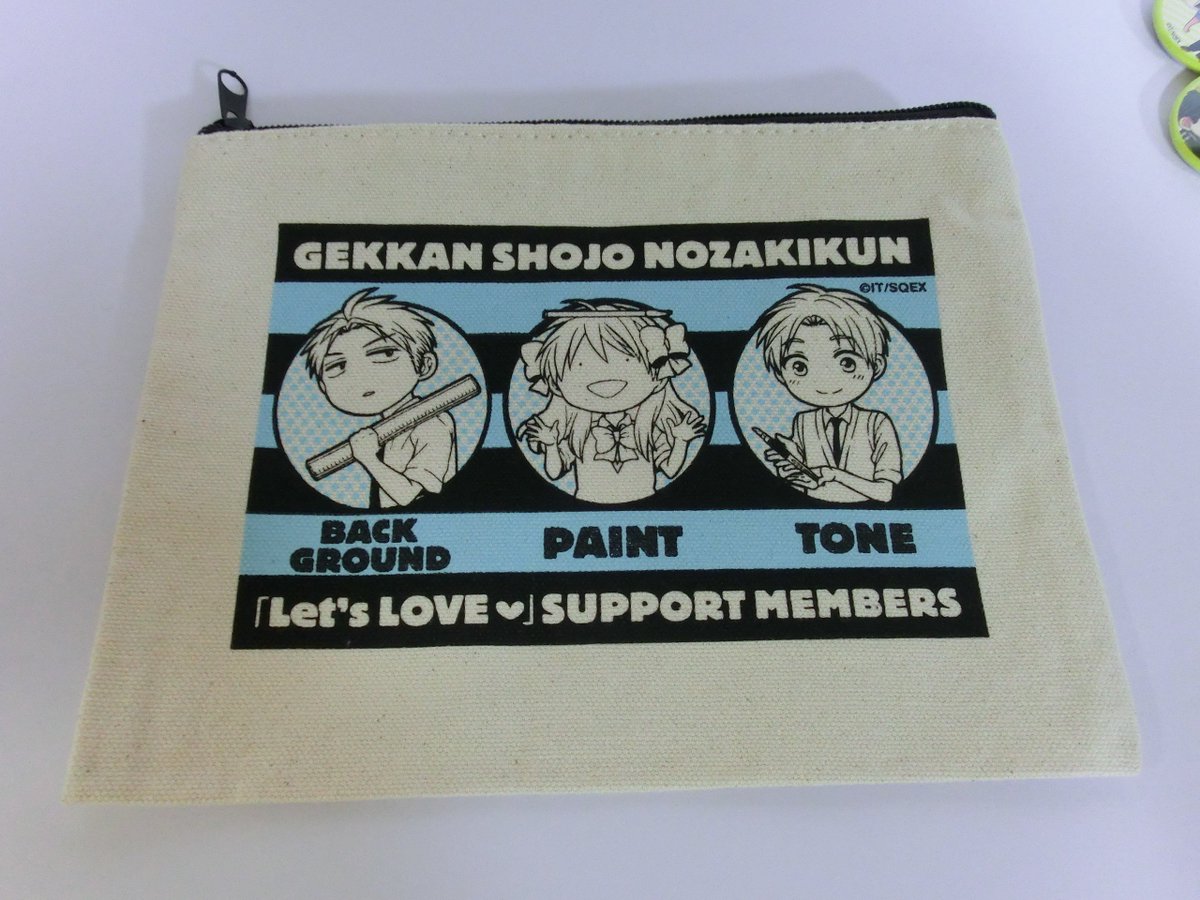 GEKKAN SHOJO NOZAKIKUN
©IT/SQEX
BACK
GROUND
PAINT
TONE
「Let's LOVE♥」SUPPORT MEMBERS